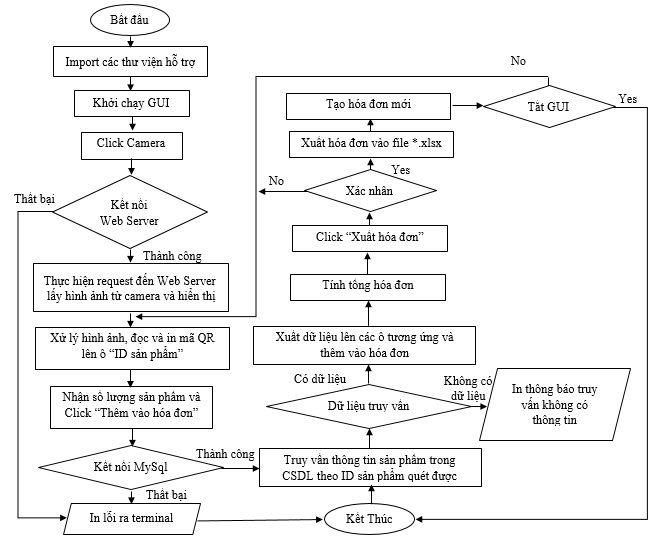 Bất đầu
Import các thư viện hỗ trợ
Khởi chạy GUI
Click Camera
Thất bại
Kết nối
Web Server
Thành công
Thực hiện request đến Web Server
lấy hình ảnh từ camera và hiển thị
Xử lý hình ảnh, đọc và in mã QR
lên ô “ID sản phẩm”
Nhận số lượng sản phẩm và
Click “Thêm vào hóa đơn”
Kết nối MySql
Thành công
Thất bại
In lỗi ra terminal
Kết Thúc
Truy vấn thông tin sản phẩm trong
CSDL theo ID sản phẩm quét được
Dữ liệu truy vấn
Có dữ liệu
Không có
dữ liệu
In thông báo truy
vấn không có
thông tin
Xuất dữ liệu lên các ô tương ứng và
thêm vào hóa đơn
Tính tổng hóa đơn
Click “Xuất hóa đơn”
Xác nhận
No
Yes
Xuất hóa đơn vào file *.xlsx
Tạo hóa đơn mới
Tắt GUI
No
Yes